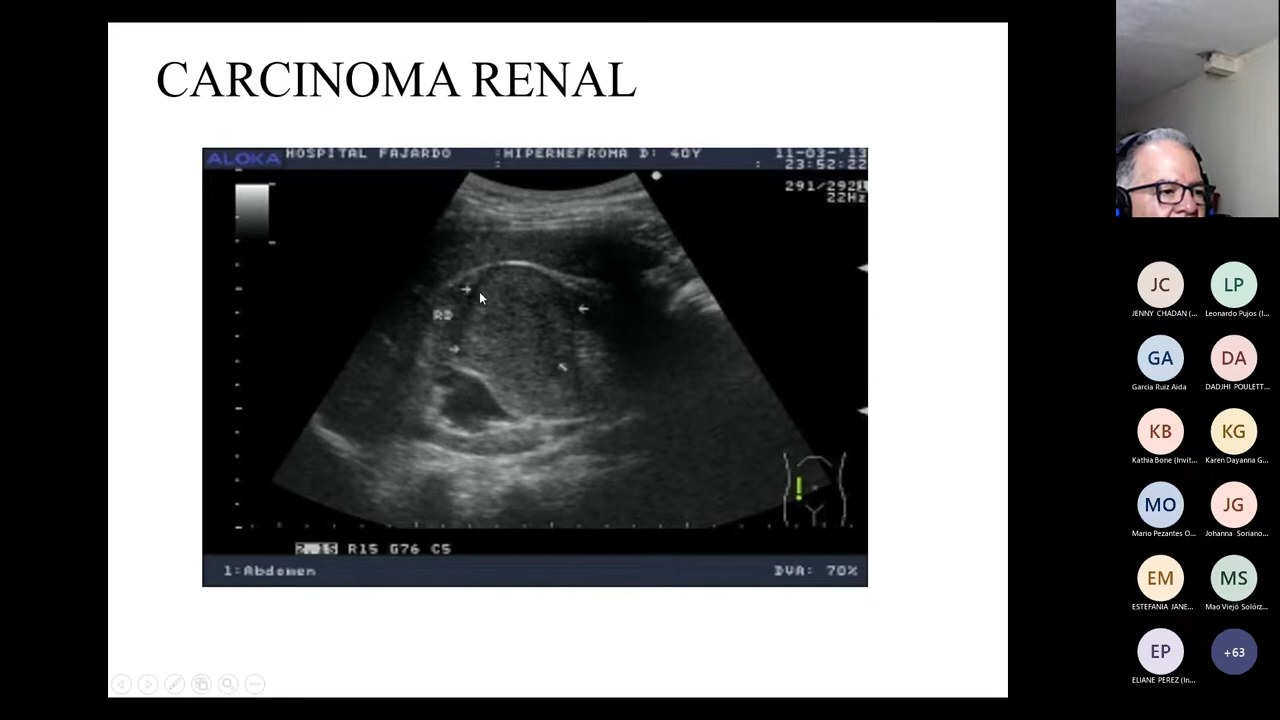 CARCINOMA RENAL
ALOKA HOSPITAL FAJARDO :HIPERNEFROMA D: 40Y 11-03-'13
: : 23:52:22
291/292
22Hz
RD
R15 G76 C5
1:Abdomen DVA: 70%
JC LP
JENNY CHADAN (... Leonardo Pujos (I...
GA DA
Garcia Ruiz Aida DADJHI POULETT...
KB KG
Kathia Bone (Invit... Karen Dayanna G...
MO JG
Mario Pezantes O... Johanna Soriano...
EM MS
ESTEFANIA JANE... Mao Viejó Solórz...
EP +63
ELIANE PEREZ (In...